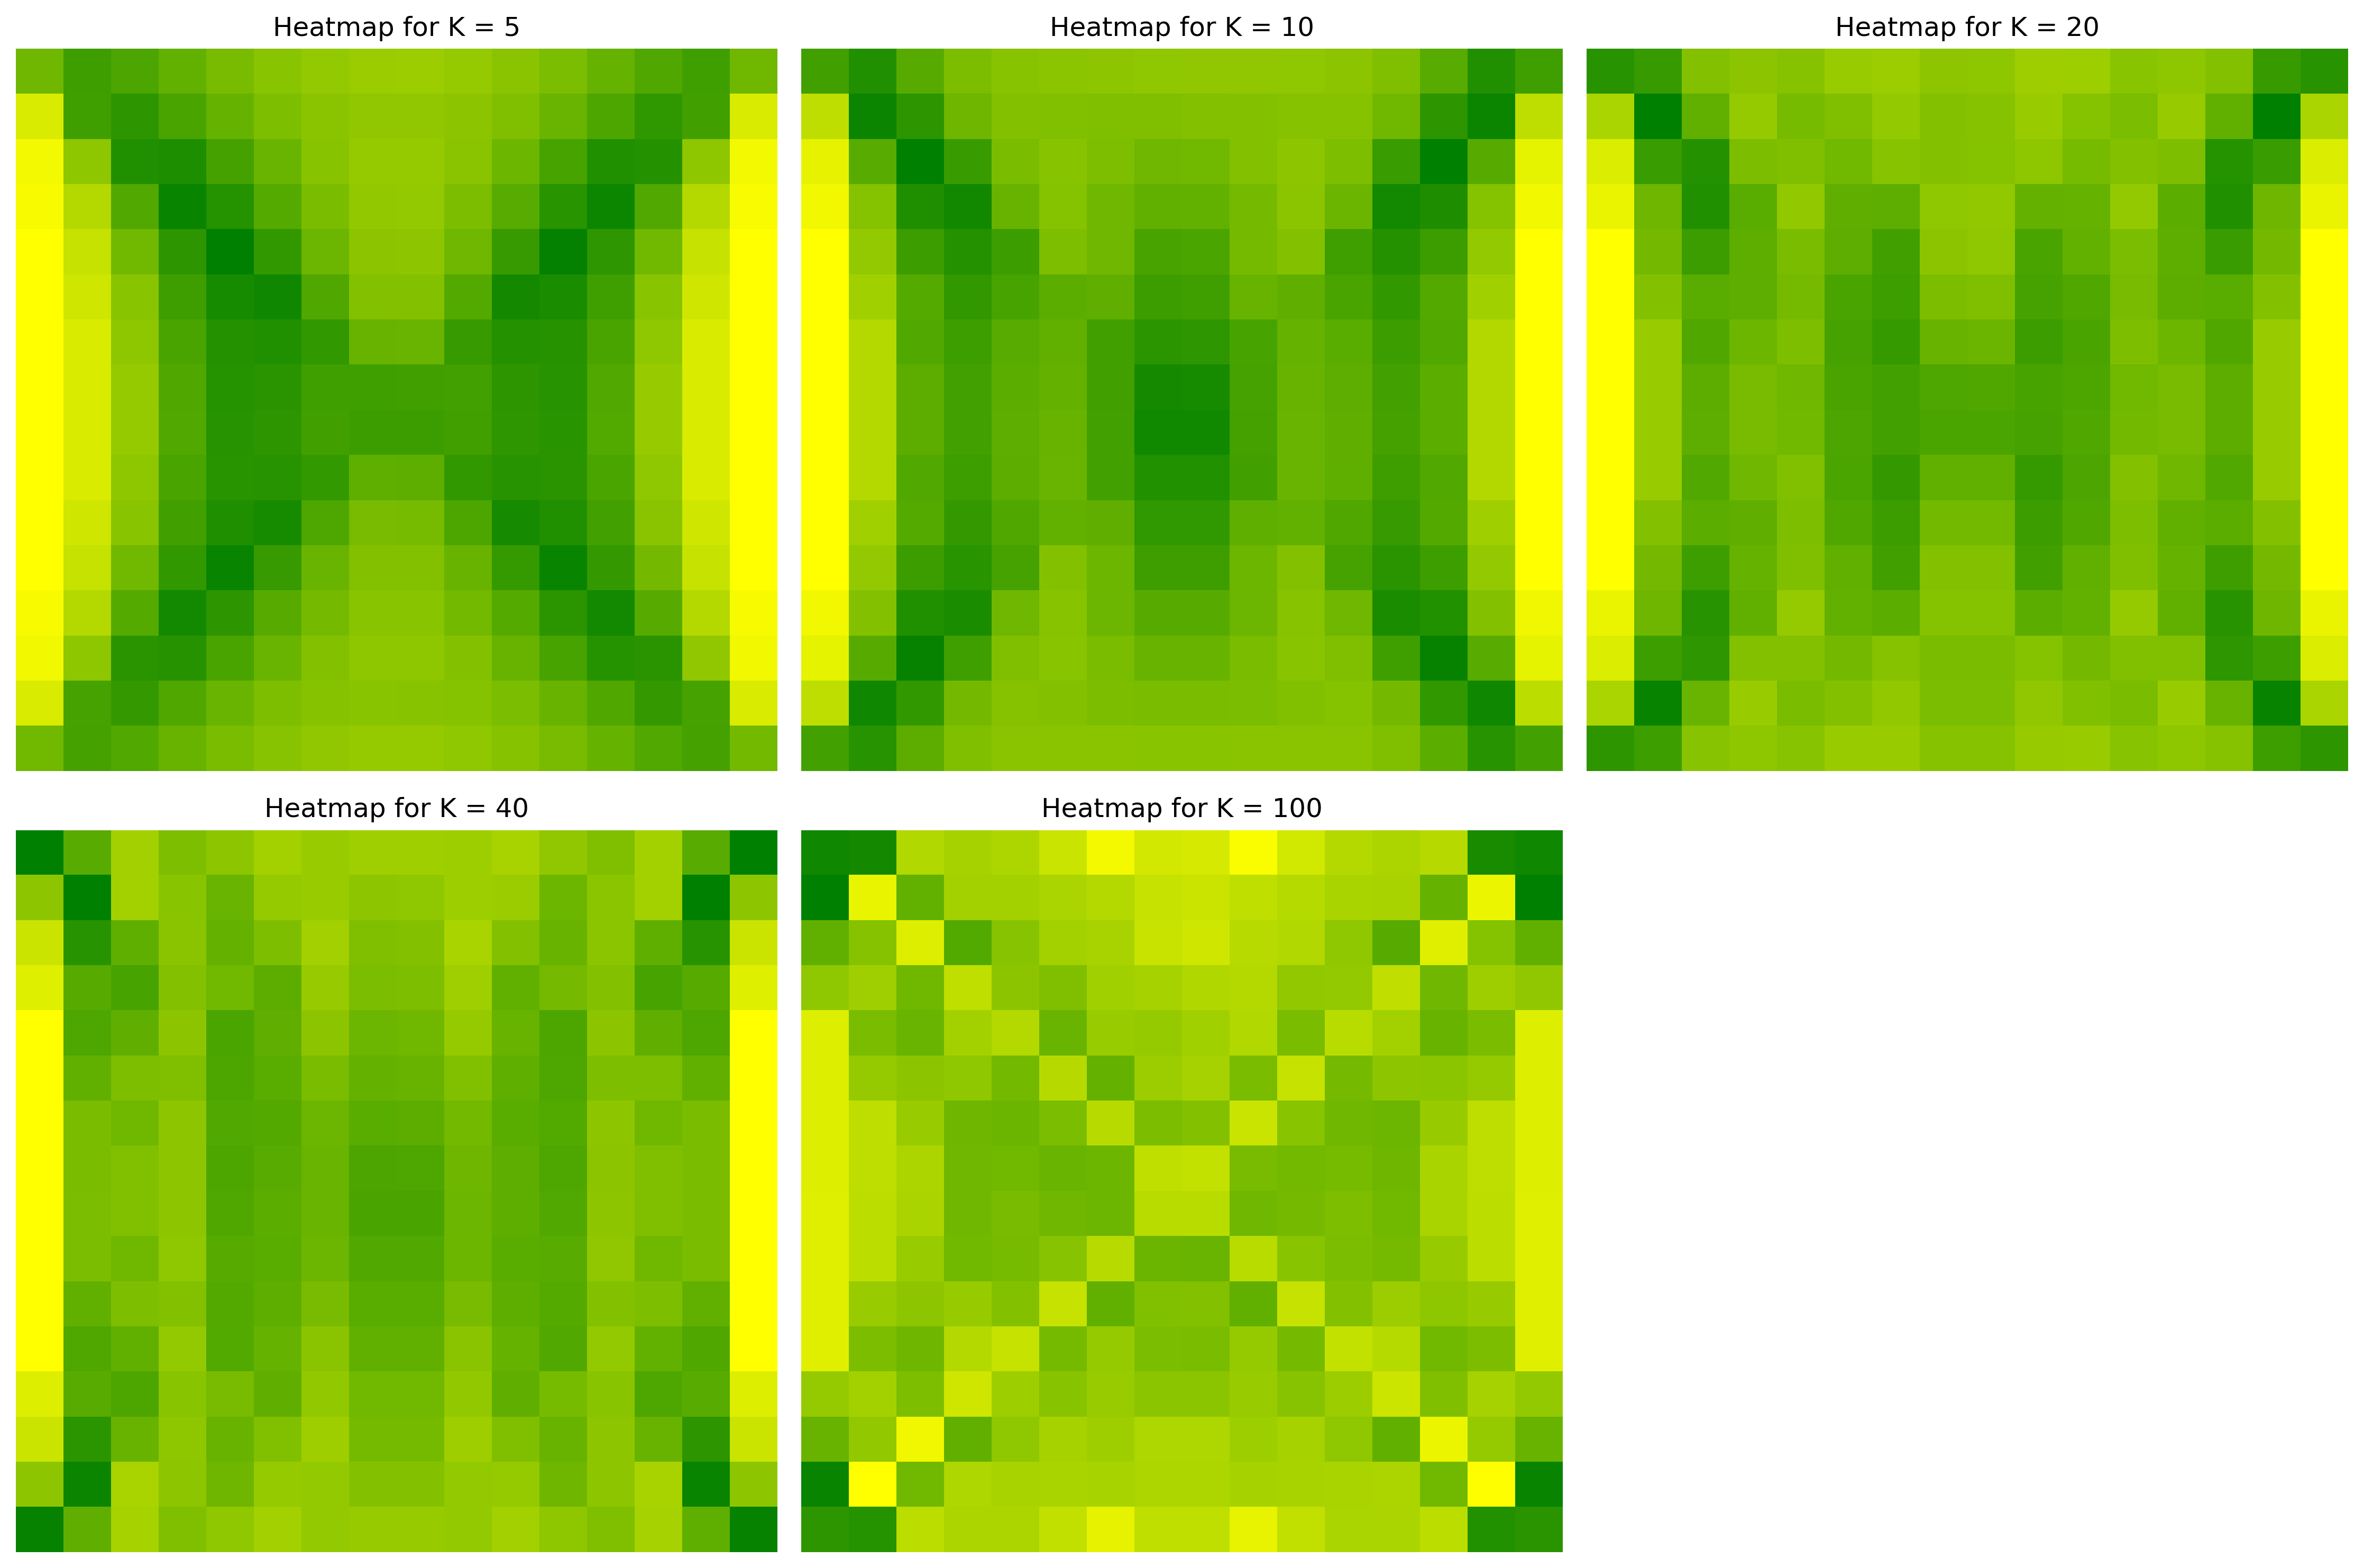 Heatmap for K = 5
Heatmap for K = 10
Heatmap for K = 20
Heatmap for K = 40
Heatmap for K = 100